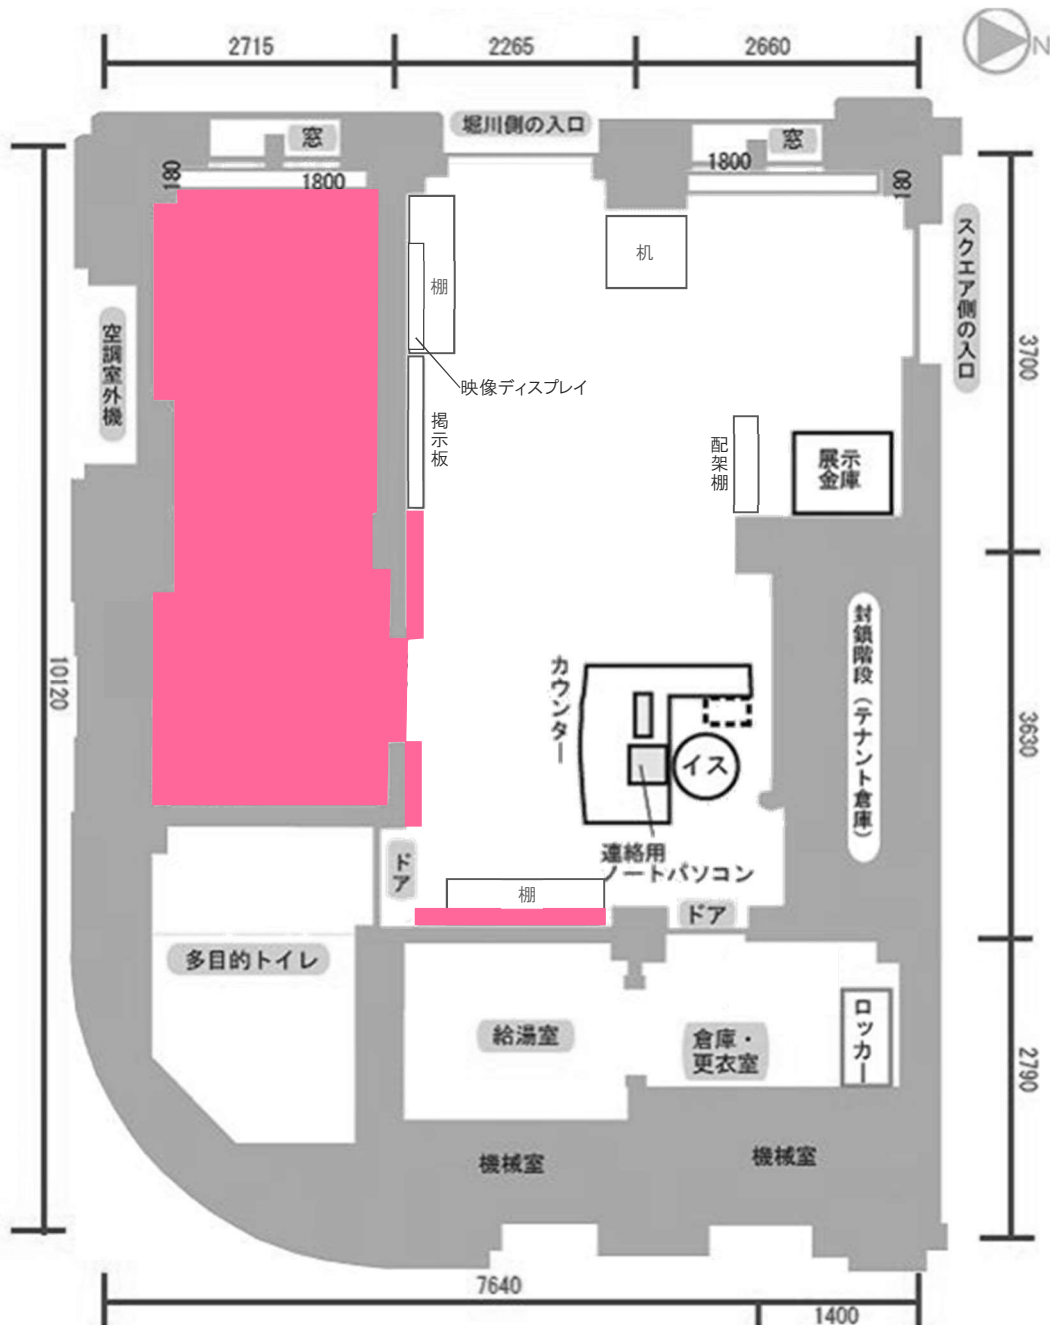 2715
2265
2660
N
堀川側の入口
窓
窓
180
1800
1800
180
スクエア側の入口
机
棚
空調室外機
映像ディスプレイ
3700
掲示板
配架棚
展示
金庫
封鎖階段（テナント倉庫）
カウンター
10120
3630
イス
連絡用
ノートパソコン
ドア
棚
ドア
多目的トイレ
給湯室
倉庫・
更衣室
ロッカー
2790
機械室
機械室
7640
1400